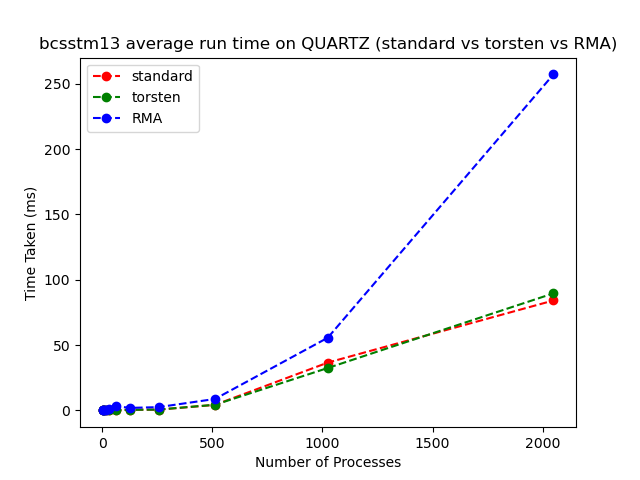 bcsstm13 average run time on QUARTZ (standard vs torsten vs RMA)
standard
torsten
RMA
Time Taken (ms)
250
200
150
100
50
0
0 500 1000 1500 2000
Number of Processes